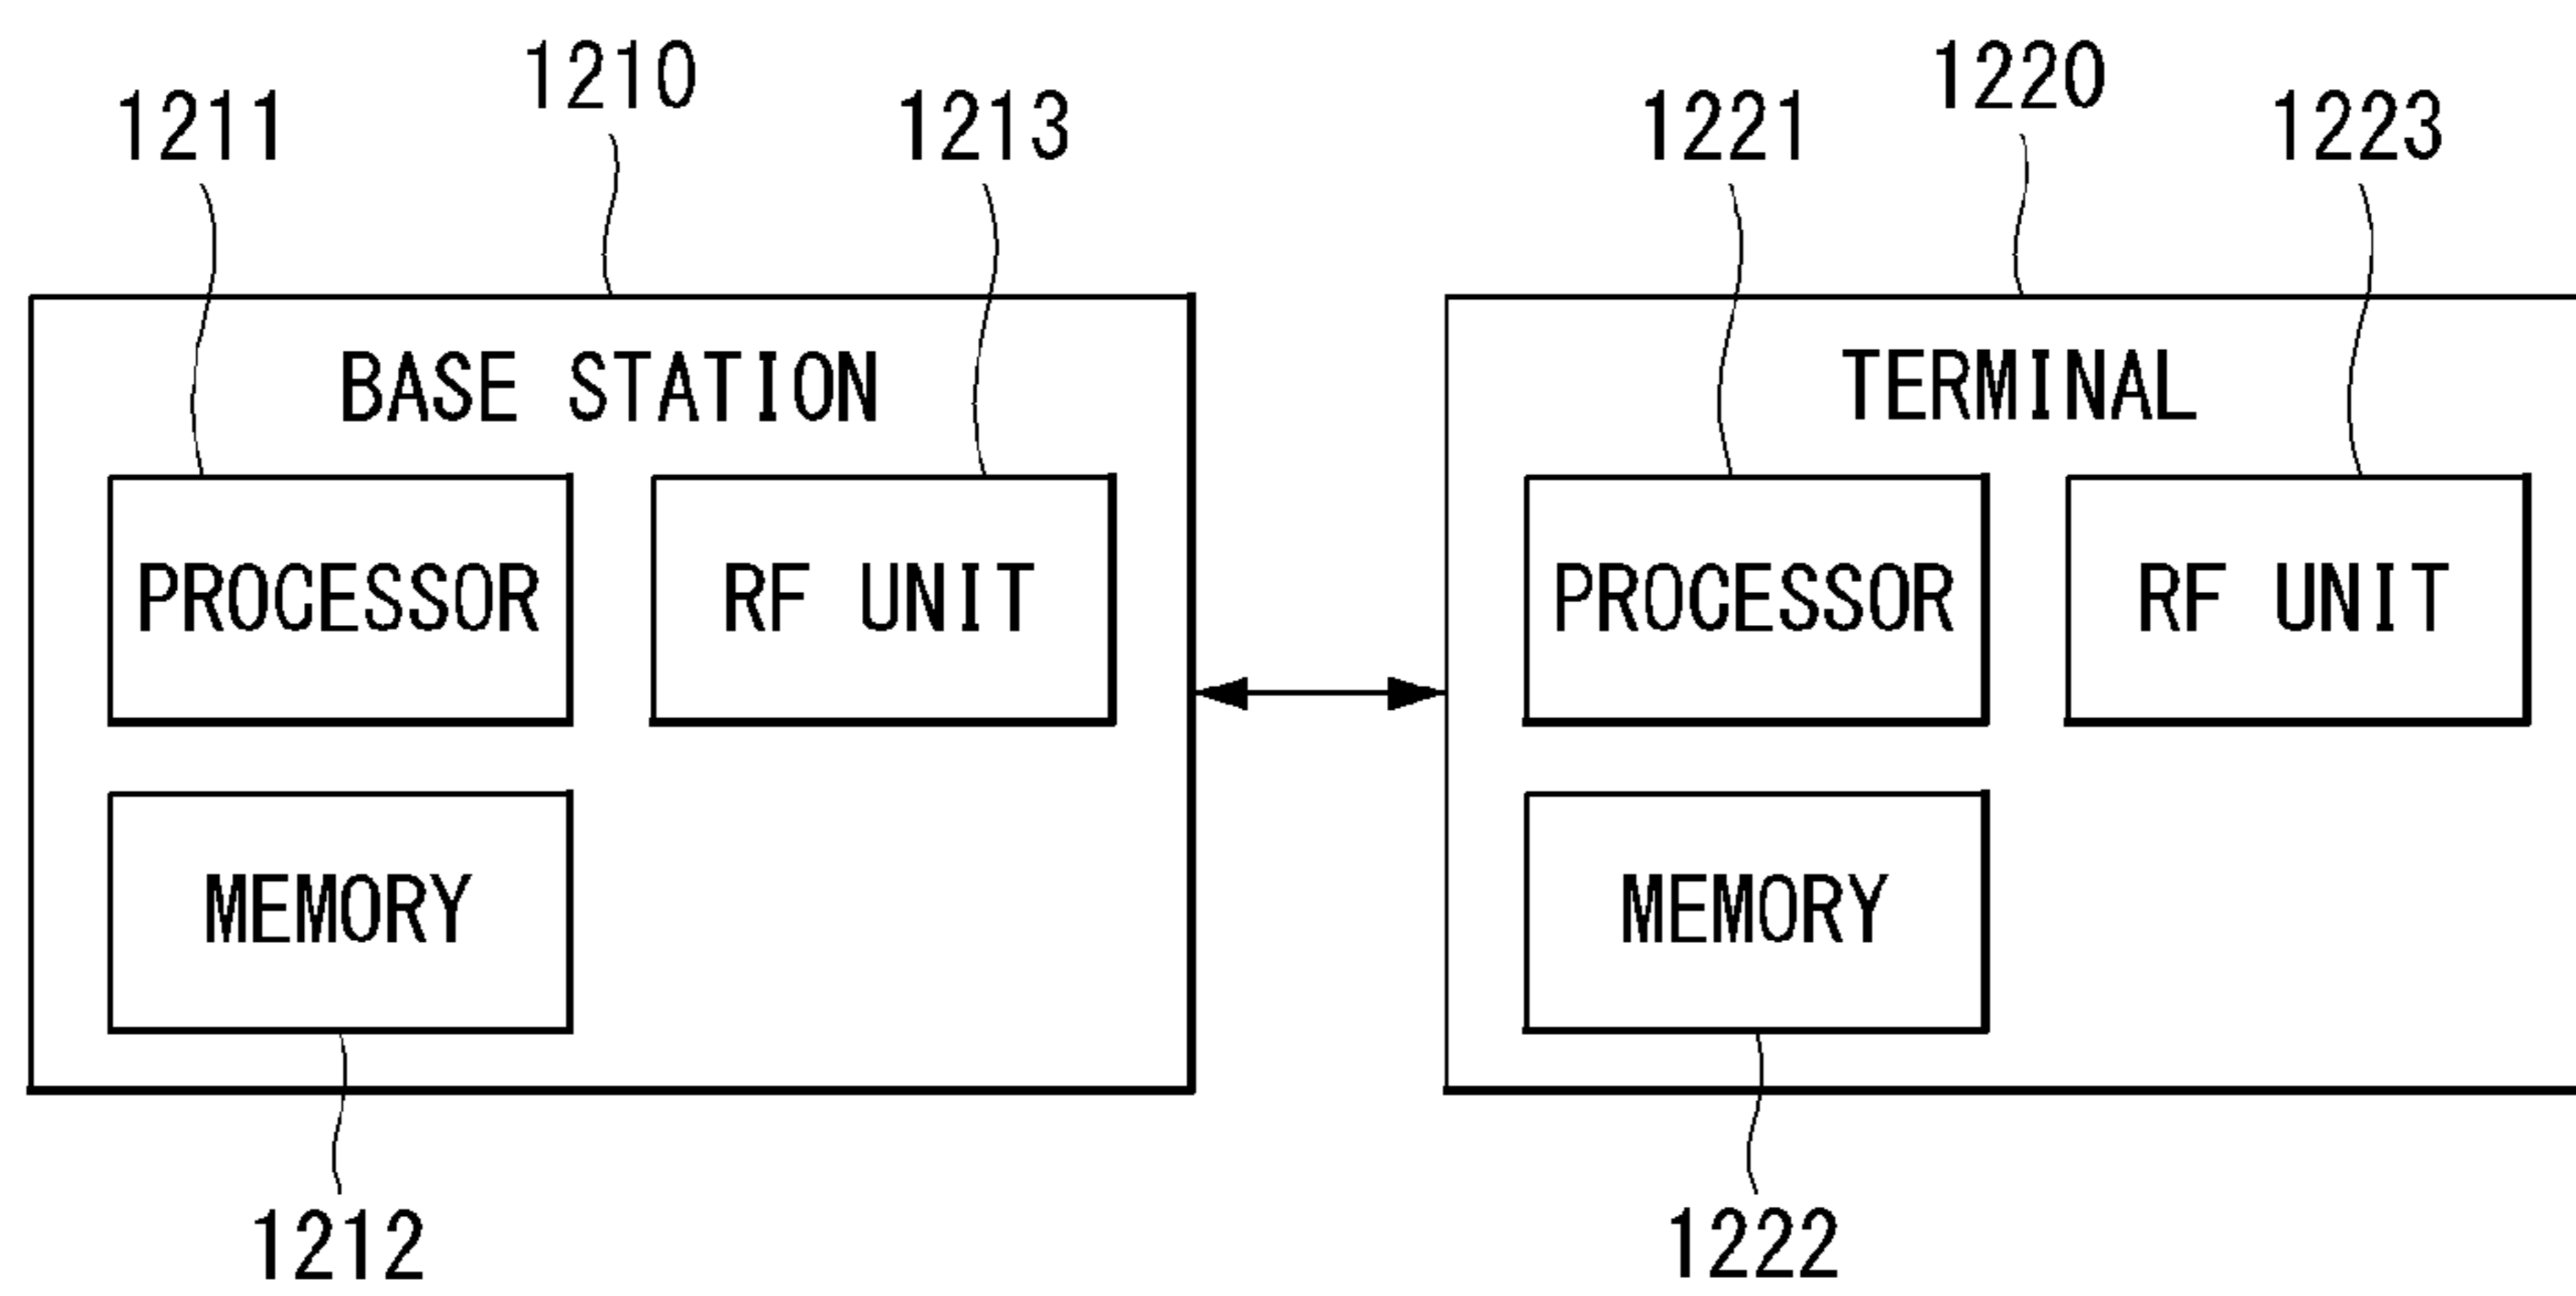 1210
1220
1211
1213
1221
1223
BASE STATION
TERMINAL
PROCESSOR
RF UNIT
PROCESSOR
RF UNIT
MEMORY
MEMORY
1212
1222